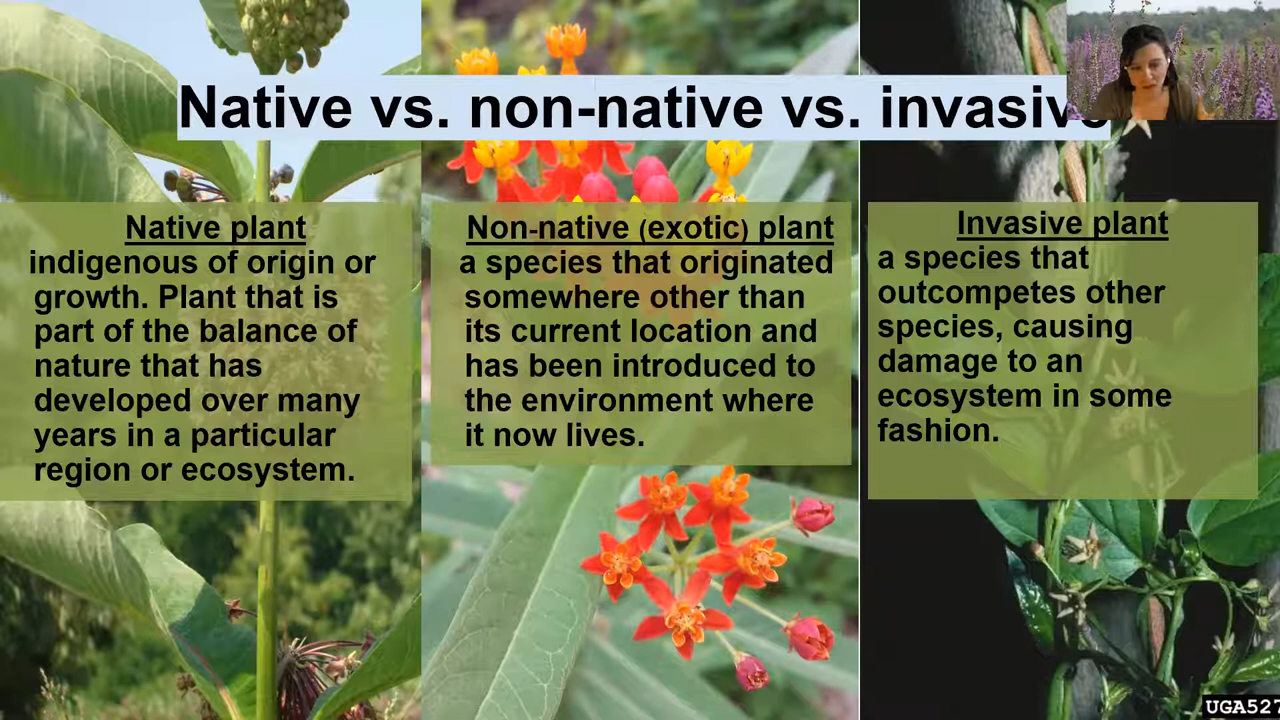 Native vs. non-native vs. invasive
Native plant
indigenous of origin or
growth. Plant that is
part of the balance of
nature that has
developed over many
years in a particular
region or ecosystem.
Non-native (exotic) plant
a species that originated
somewhere other than
its current location and
has been introduced to
the environment where
it now lives.
Invasive plant
a species that
outcompetes other
species, causing
damage to an
ecosystem in some
fashion.
UGA527